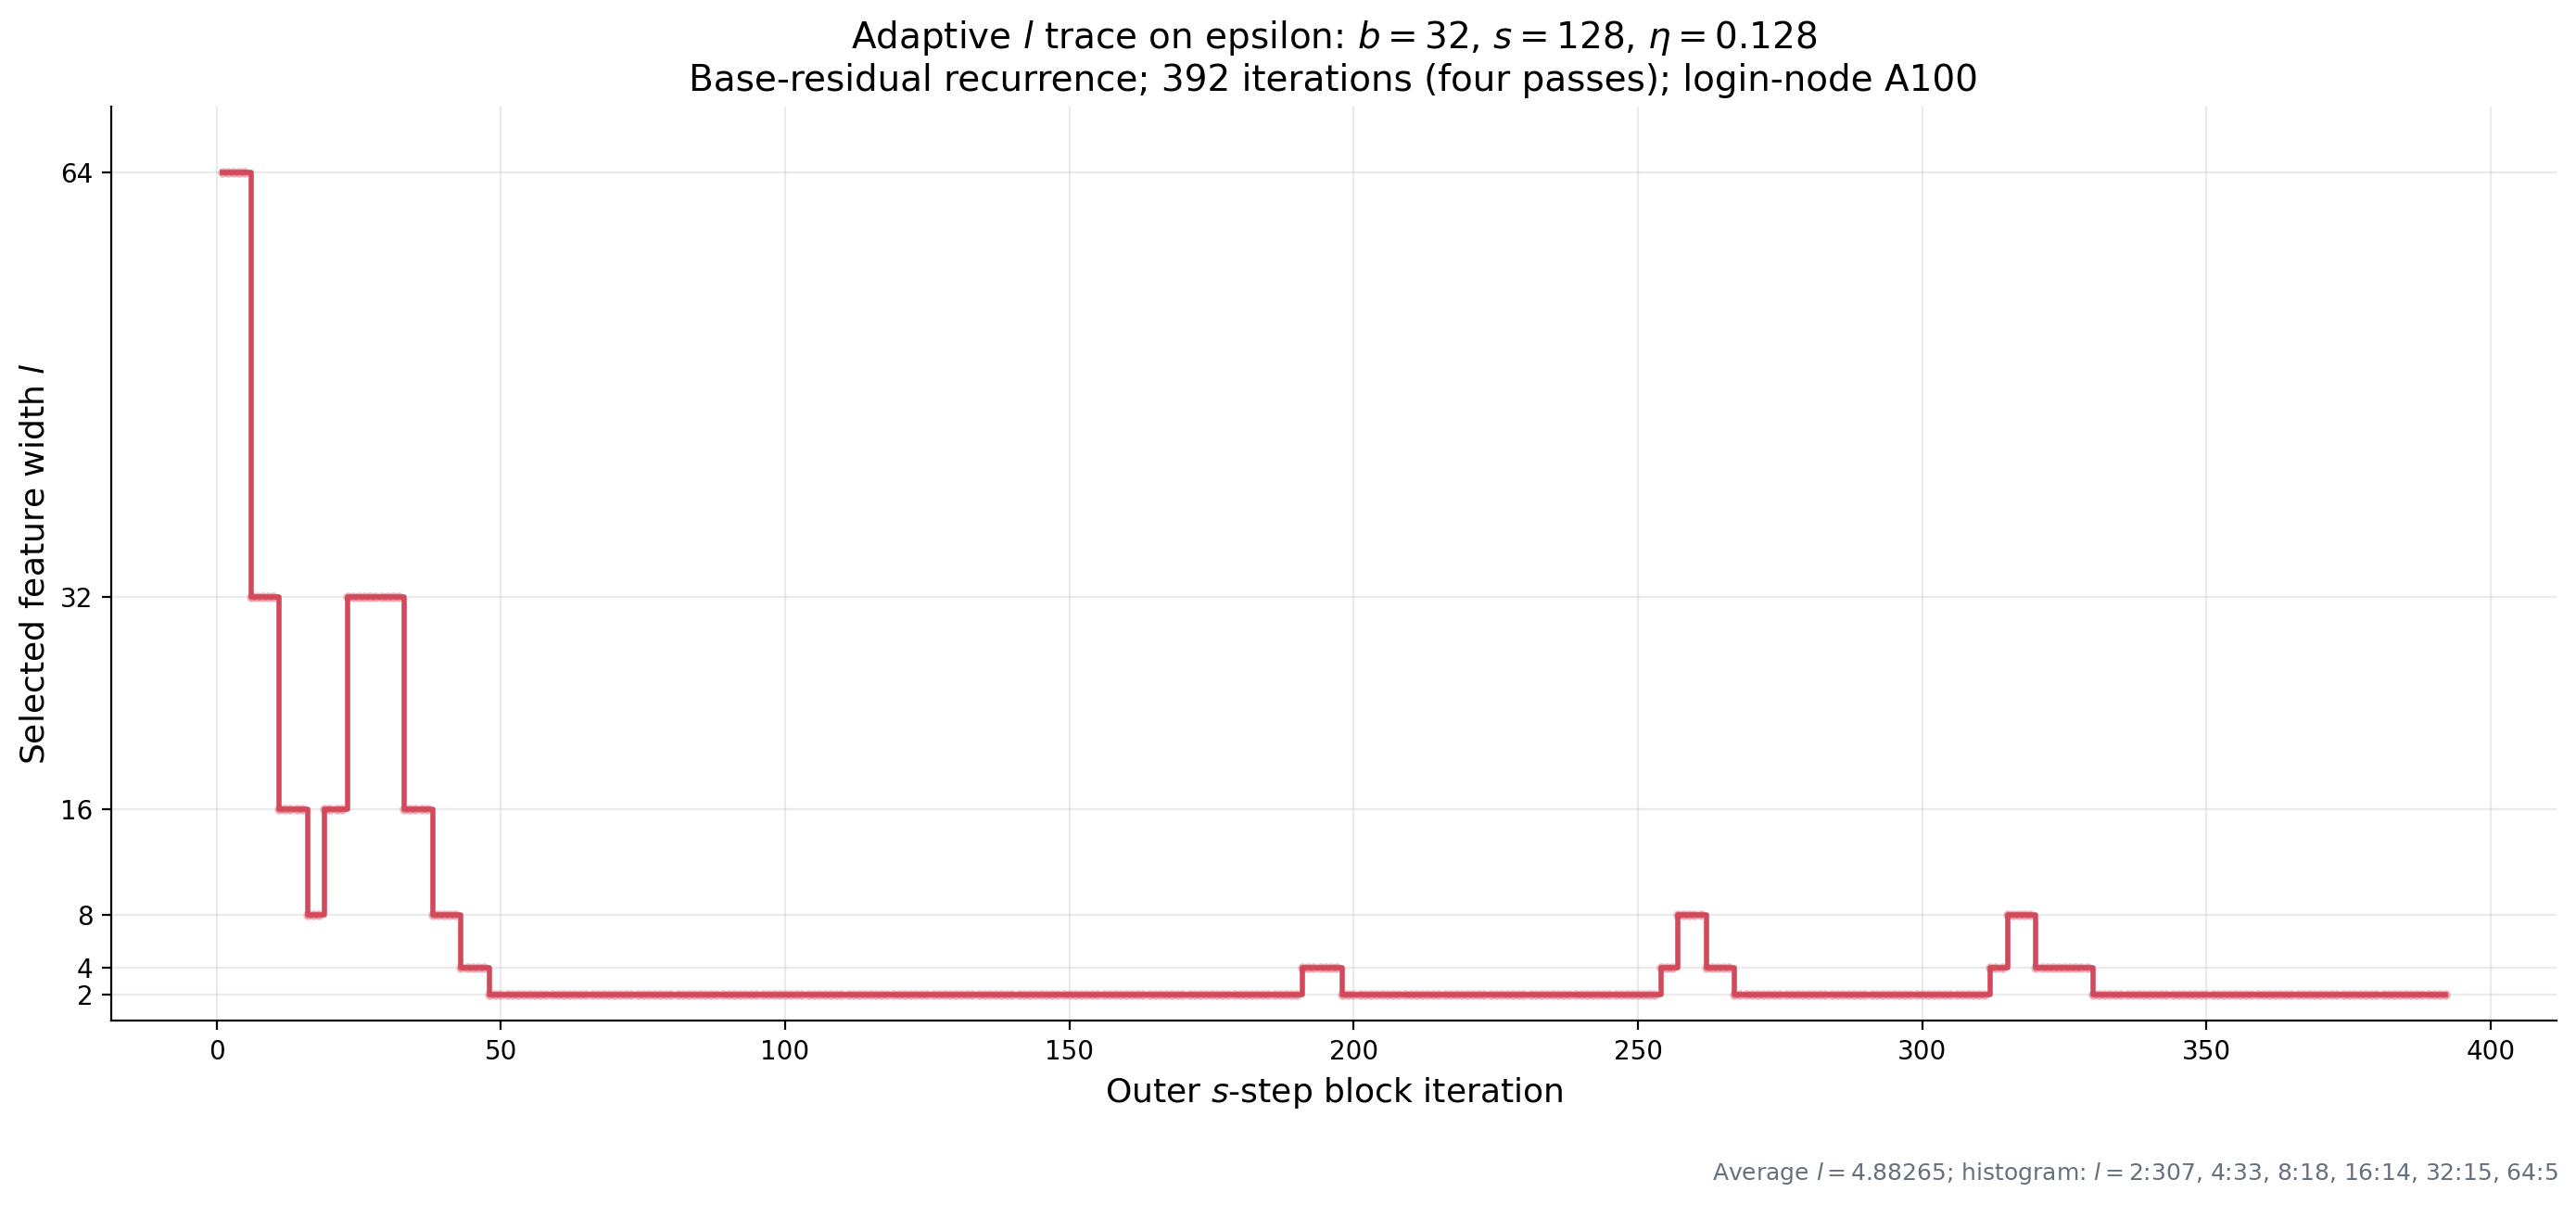 Adaptive l trace on epsilon: b = 32, s = 128, η = 0.128
Base-residual recurrence; 392 iterations (four passes); login-node A100
Selected feature width l
64
32
16
8
4
2
0 50 100 150 200 250 300 350 400
Outer s-step block iteration
Average l = 4.88265; histogram: l = 2:307, 4:33, 8:18, 16:14, 32:15, 64:5